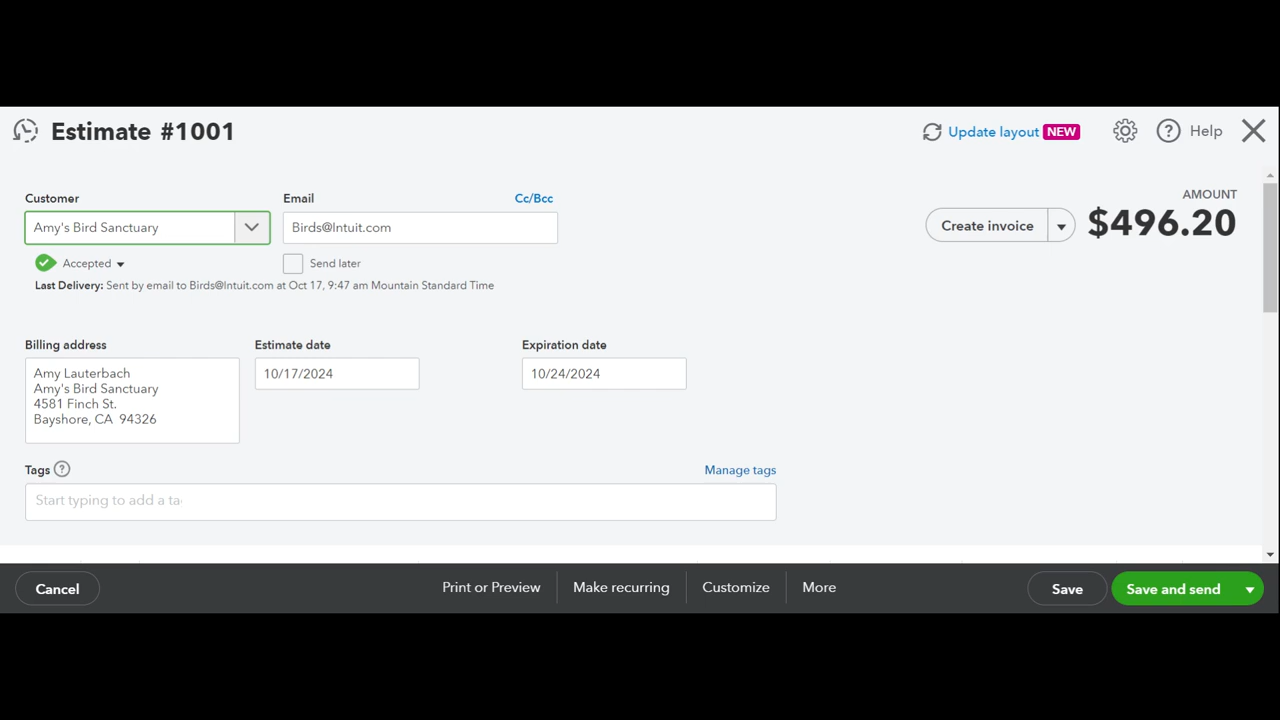 Estimate #1001
Update layout NEW
Help
Customer
Email
Cc/Bcc
Amy's Bird Sanctuary
Birds@Intuit.com
Create invoice
AMOUNT
$496.20
Accepted
Send later
Last Delivery: Sent by email to Birds@Intuit.com at Oct 17, 9:47 am Mountain Standard Time
Billing address
Estimate date
Expiration date
Amy Lauterbach
Amy's Bird Sanctuary
4581 Finch St.
Bayshore, CA 94326
10/17/2024
10/24/2024
Tags ?
Manage tags
Start typing to add a ta
Cancel
Print or Preview
Make recurring
Customize
More
Save
Save and send